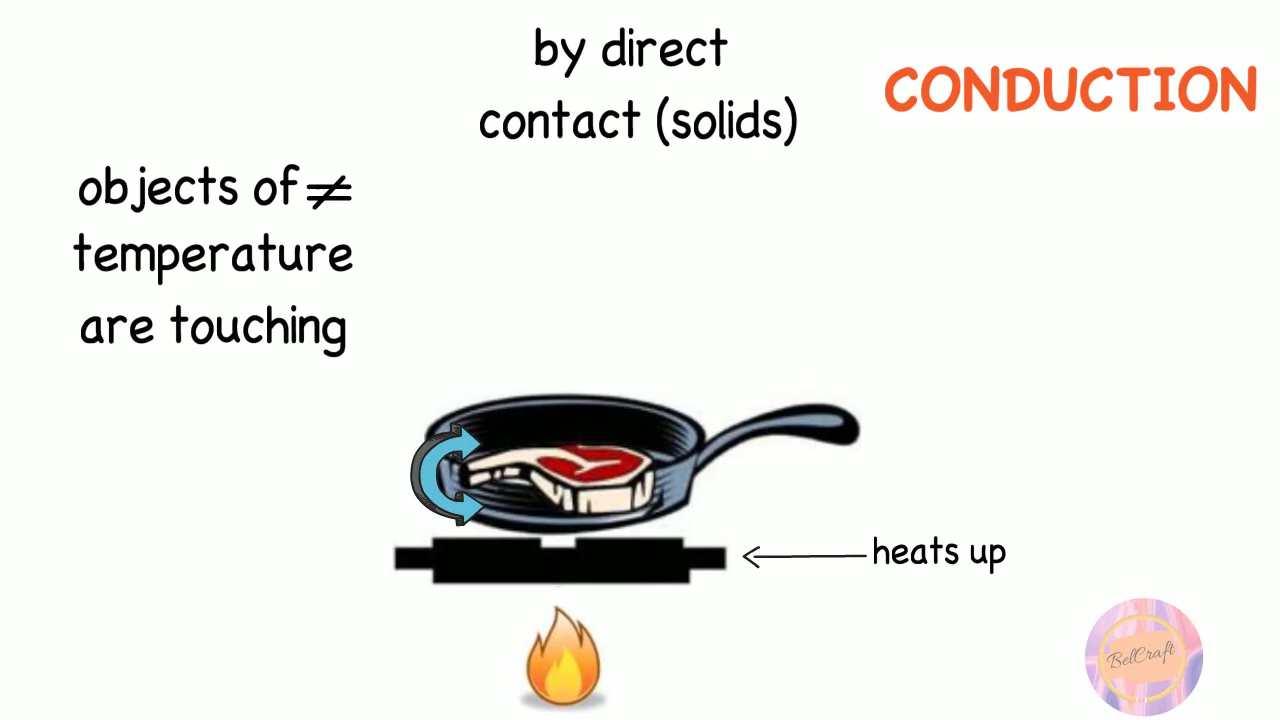 by direct
contact (solids)
CONDUCTION
objects of ≠
temperature
are touching
heats up
BelCraft